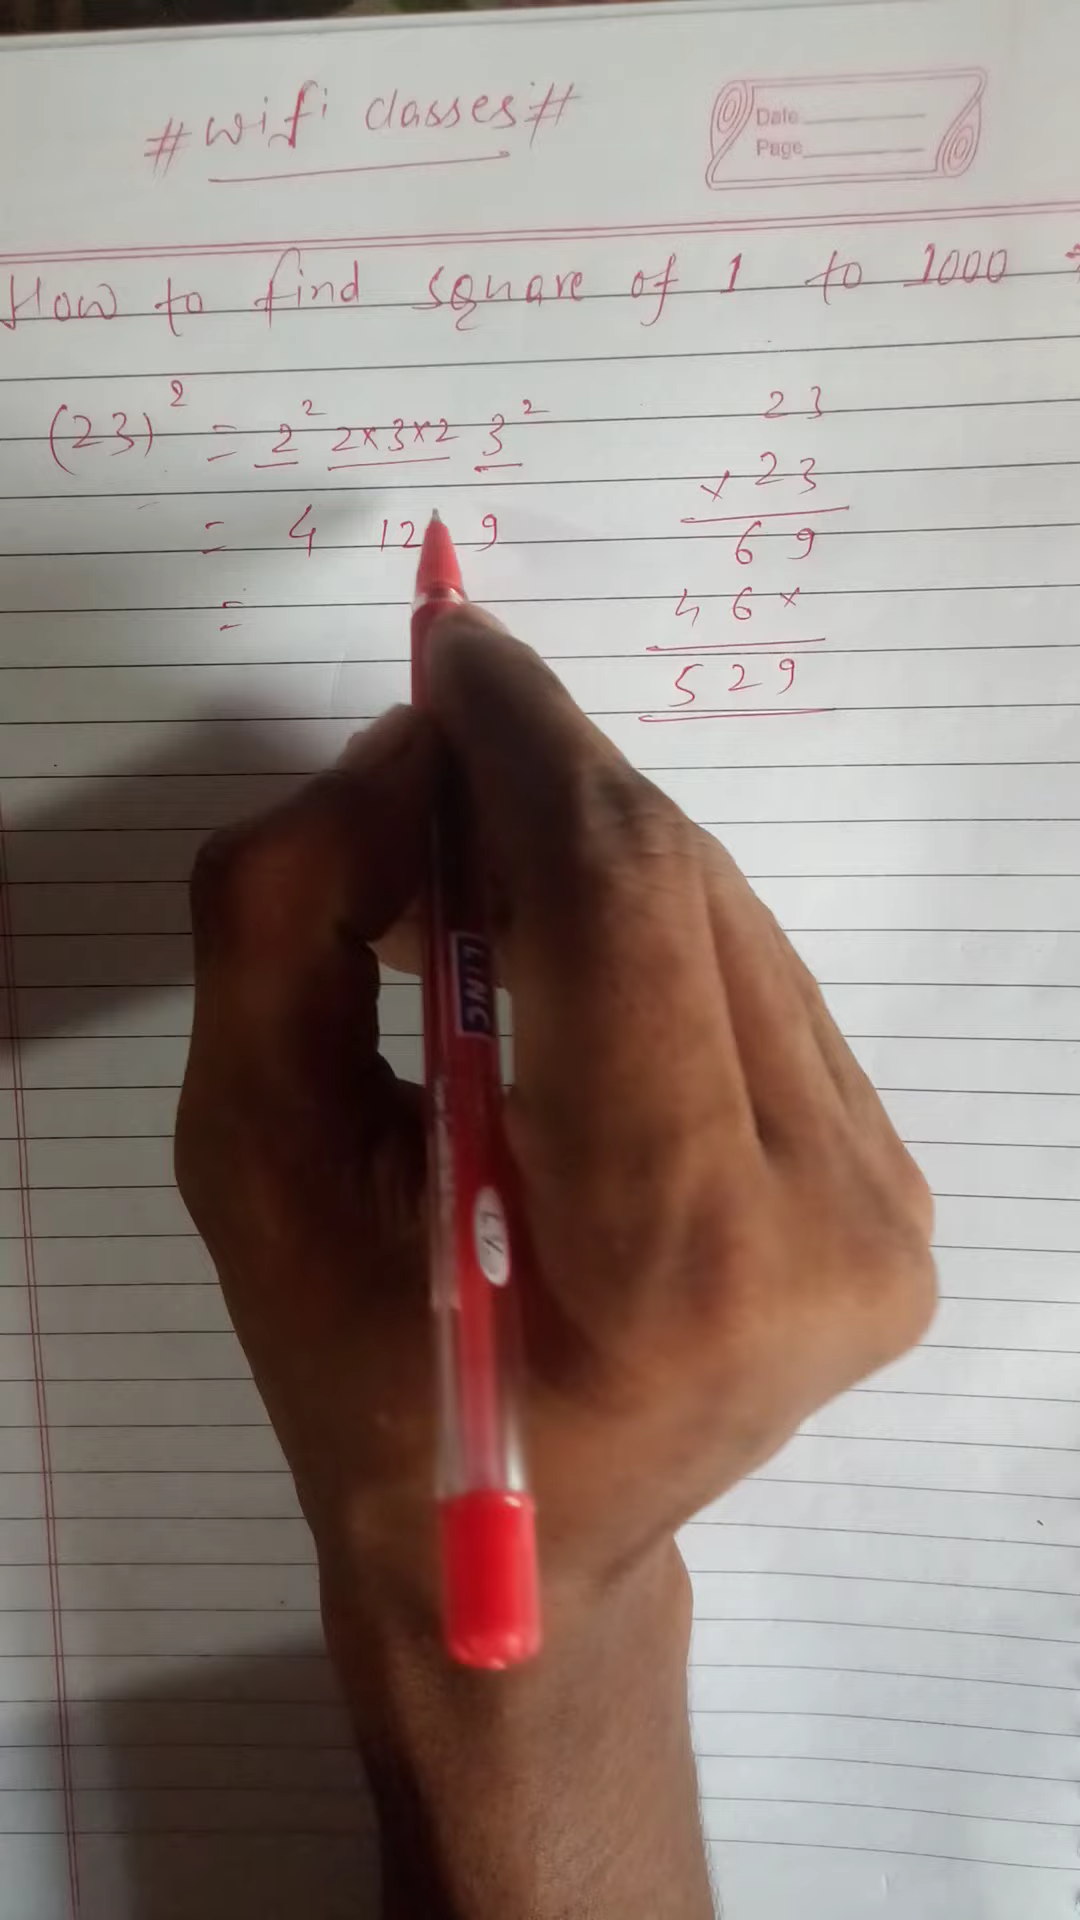 #wifi classes#
Date
Page
How to find square of 1 to 1000
(23)² = 2² 2×3×2 3²
= 4 12 9
=
23
×23
69
46×
529
LINC